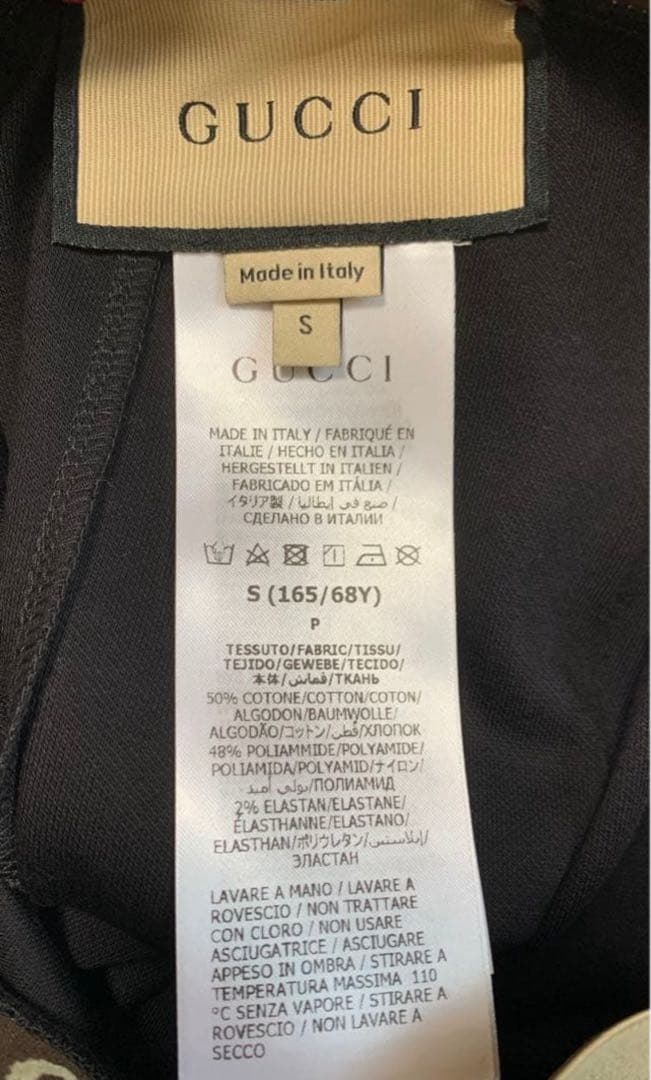 GUCCI
Made in Italy
S
GUCCI
MADE IN ITALY / FABRIQUÉ EN
ITALIE / HECHO EN ITALIA /
HERGESTELLT IN ITALIEN /
FABRICADO EM ITÁLIA /
イタリア製 / صنع في إيطاليا /
СДЕЛАНО В ИТАЛИИ
S (165/68Y)
P
TESSUTO/FABRIC/TISSU/
TEJIDO/GEWEBE/TECIDO/
本体/قماش/ТКАНЬ
50% COTONE/COTTON/COTON/
ALGODON/BAUMWOLLE/
ALGODÃO/コットン/قطن/ХЛОПОК
48% POLIAMMIDE/POLYAMIDE/
POLIAMIDA/POLYAMID/ナイロン/
بولي أميد/ПОЛИАМИД
2% ELASTAN/ELASTANE/
ÉLASTHANNE/ELASTANO/
ELASTHAN/ポリウレタン/إيلاستين/
ЭЛАСТАН
LAVARE A MANO / LAVARE A
ROVESCIO / NON TRATTARE
CON CLORO / NON USARE
ASCIUGATRICE / ASCIUGARE
APPESO IN OMBRA / STIRARE A
TEMPERATURA MASSIMA 110
°C SENZA VAPORE / STIRARE A
ROVESCIO / NON LAVARE A
SECCO